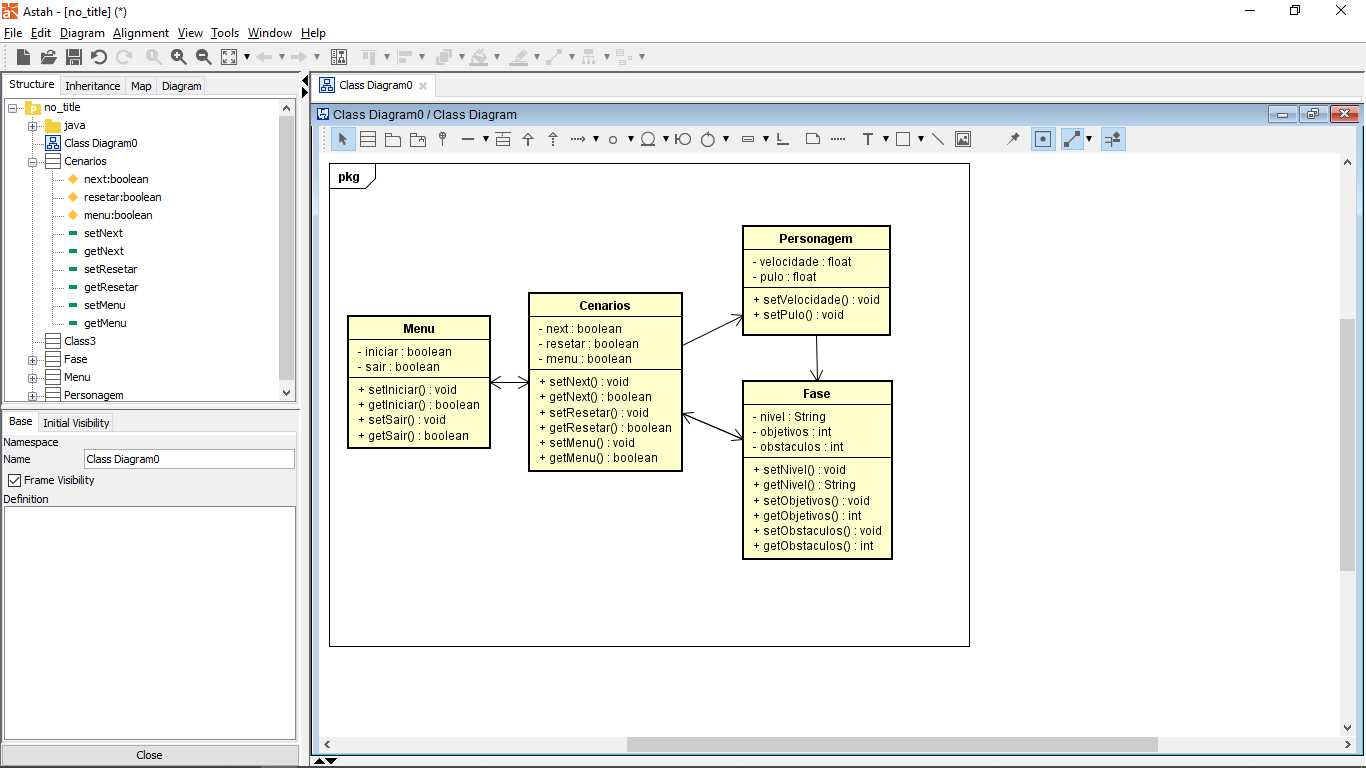 Astah - [no_title] (*)
File Edit Diagram Alignment View Tools Window Help
Structure Inheritance Map Diagram
no_title
java
Class Diagram0
Cenarios
next:boolean
resetar:boolean
menu:boolean
setNext
getNext
setResetar
getResetar
setMenu
getMenu
Class3
Fase
Menu
Personagem
Base Initial Visibility
Namespace
Name Class Diagram0
Frame Visibility
Definition
Close
Class Diagram0
Class Diagram0 / Class Diagram
pkg
Menu
- iniciar : boolean
- sair : boolean
+ setIniciar() : void
+ getIniciar() : boolean
+ setSair() : void
+ getSair() : boolean
Cenarios
- next : boolean
- resetar : boolean
- menu : boolean
+ setNext() : void
+ getNext() : boolean
+ setResetar() : void
+ getResetar() : boolean
+ setMenu() : void
+ getMenu() : boolean
Personagem
- velocidade : float
- pulo : float
+ setVelocidade() : void
+ setPulo() : void
Fase
- nivel : String
- objetivos : int
- obstaculos : int
+ setNivel() : void
+ getNivel() : String
+ setObjetivos() : void
+ getObjetivos() : int
+ setObstaculos() : void
+ getObstaculos() : int